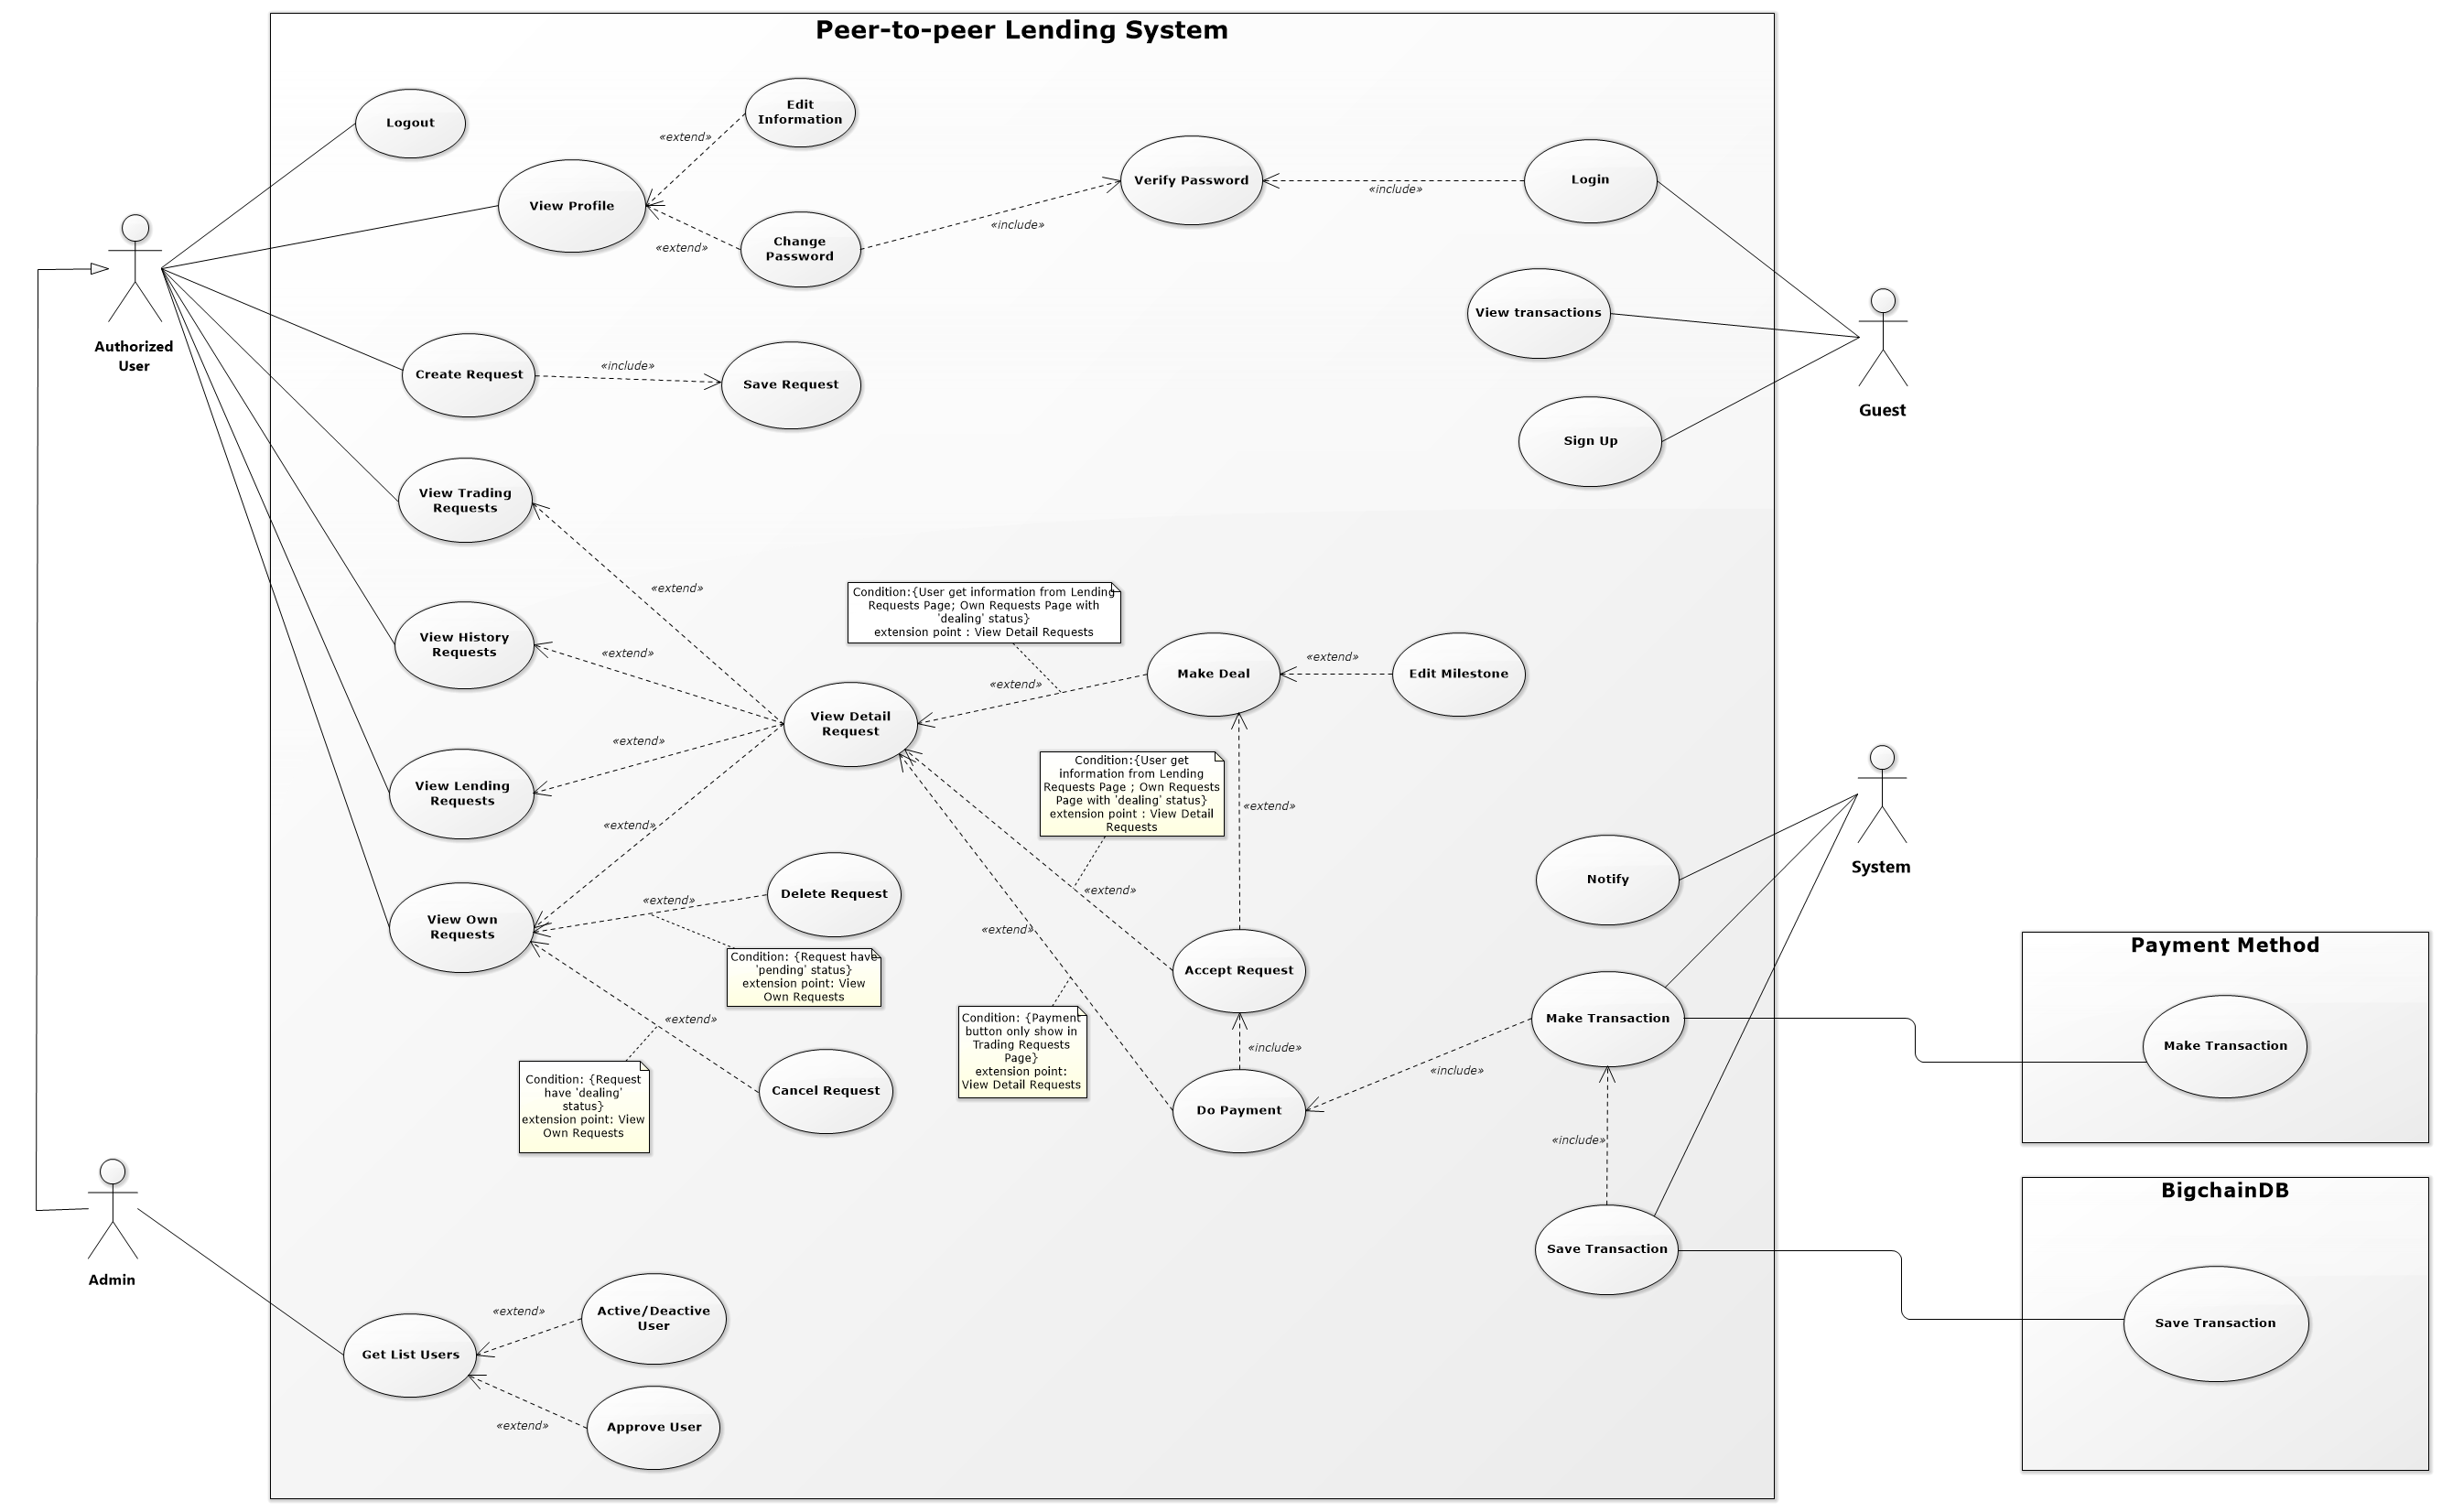 Peer-to-peer Lending System
Logout
Edit
Information
«extend»
View Profile
«extend»
Change
Password
«include»
Verify Password
«include»
Login
View transactions
Sign Up
Guest
Authorized
User
Create Request
«include»
Save Request
View Trading
Requests
«extend»
View History
Requests
«extend»
View Lending
Requests
«extend»
View Own
Requests
«extend»
View Detail
Request
Condition:{User get information from Lending
Requests Page; Own Requests Page with
'dealing' status}
extension point : View Detail Requests
«extend»
Make Deal
«extend»
Edit Milestone
Condition:{User get
information from Lending
Requests Page ; Own Requests
Page with 'dealing' status}
extension point : View Detail
Requests
«extend»
«extend»
«extend»
Delete Request
«extend»
Condition: {Request have
'pending' status}
extension point: View
Own Requests
«extend»
Cancel Request
Condition: {Request
have 'dealing'
status}
extension point: View
Own Requests
Accept Request
Condition: {Payment
button only show in
Trading Requests
Page}
extension point:
View Detail Requests
«include»
Do Payment
«include»
Notify
System
Make Transaction
«include»
Save Transaction
Payment Method
Make Transaction
BigchainDB
Save Transaction
Admin
Get List Users
«extend»
Active/Deactive
User
«extend»
Approve User